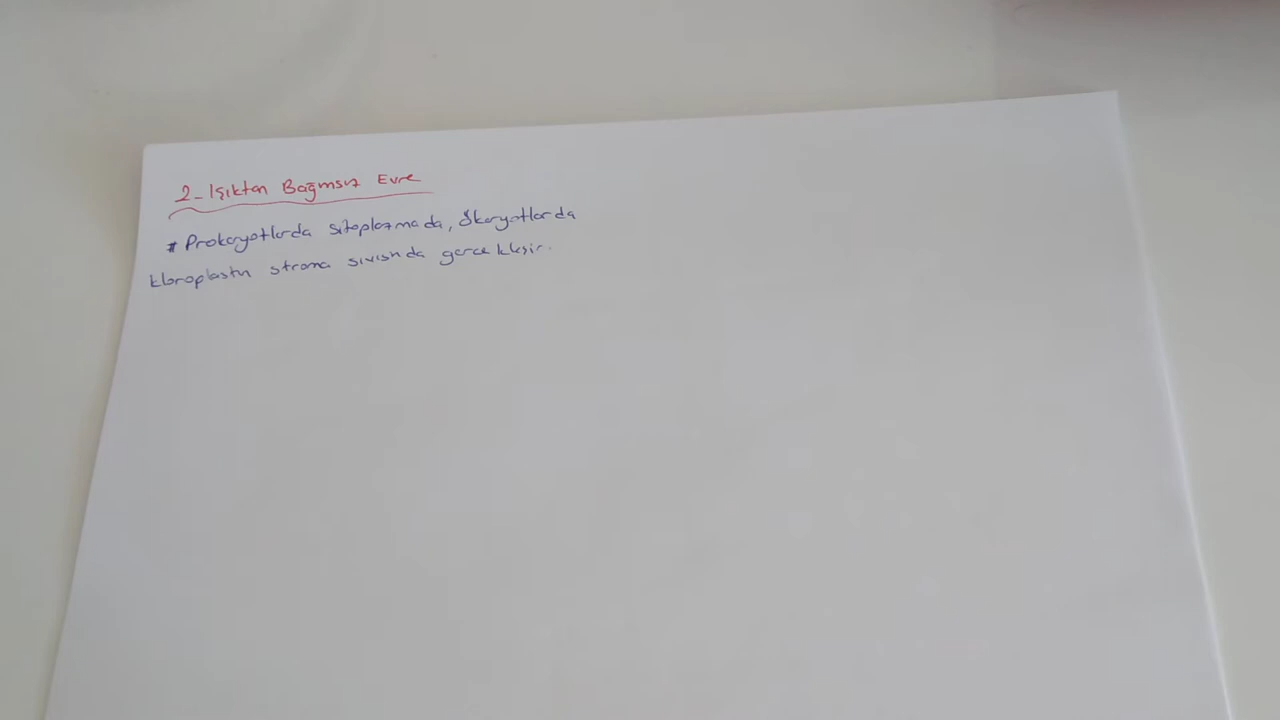 2- Işıktan Bağımsız Evre
* Prokaryotlarda sitoplazmada, Ökaryotlarda
kloroplastın stroma sıvısında gerçekleşir.